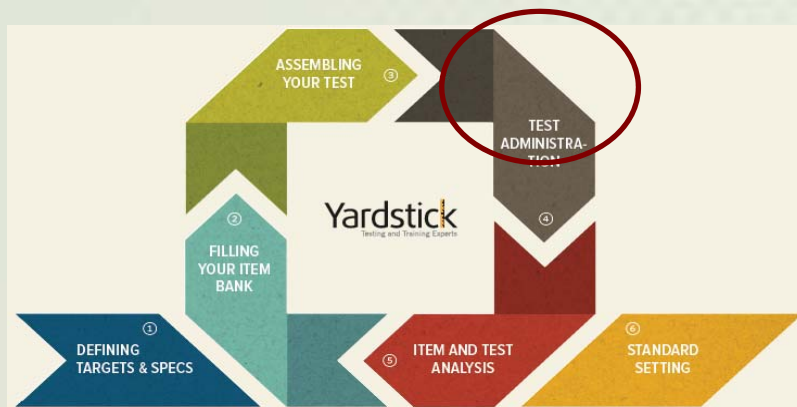 ASSEMBLING
YOUR TEST
③
TEST
ADMINISTRA-
TION
④
Yardstick
Testing and Training Experts
②
FILLING
YOUR ITEM
BANK
①
DEFINING
TARGETS & SPECS
⑤
ITEM AND TEST
ANALYSIS
⑥
STANDARD
SETTING